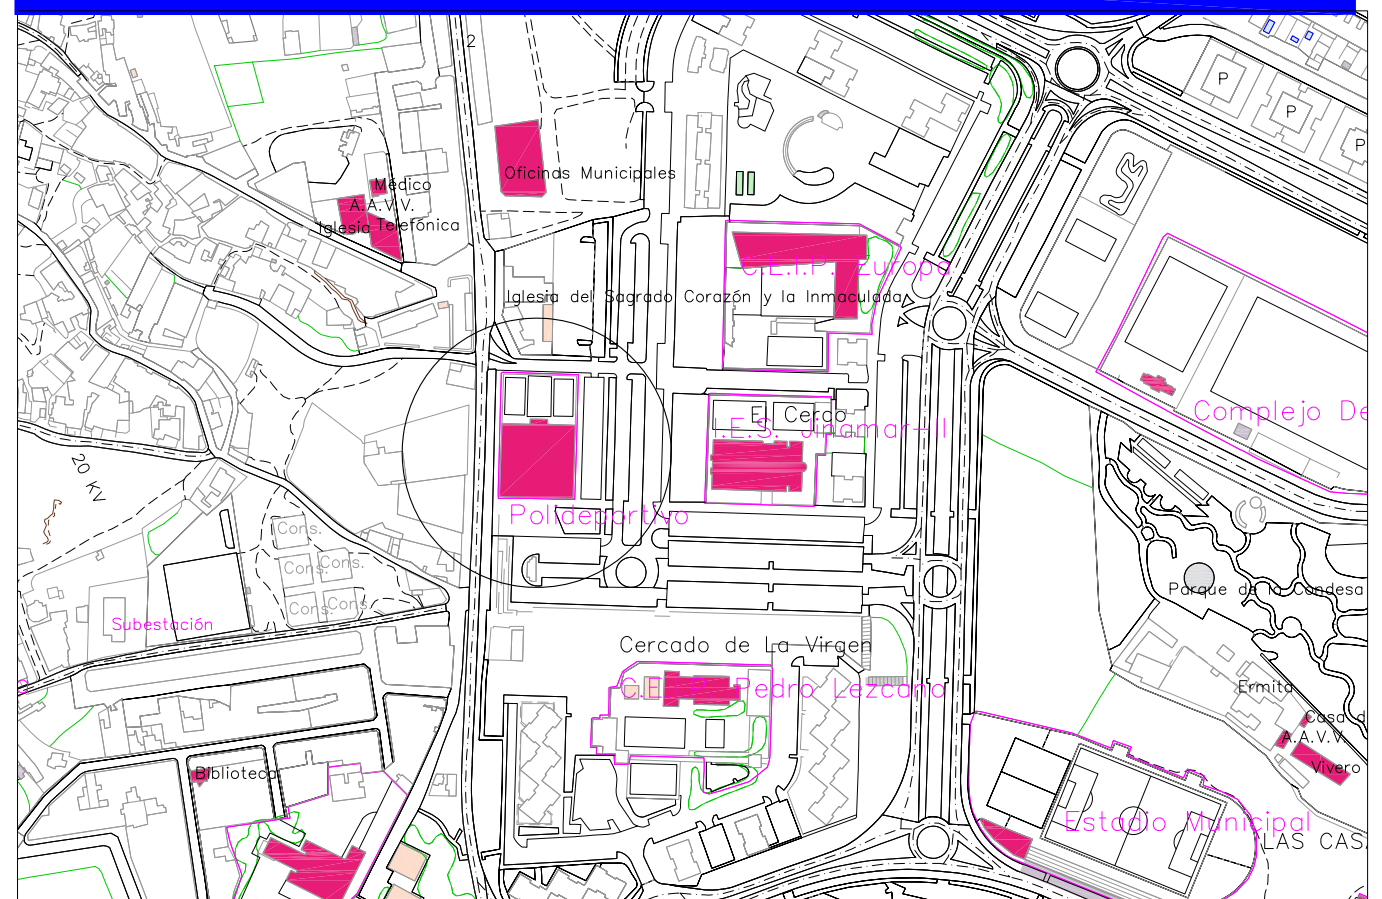 2
P
P
P
Oficinas Municipales
Médico
A.A.V.V.
Iglesia
Telefónica
C.E.I.P. Europa
Iglesia del Sagrado Corazón y la Inmaculada
El Cerdo
I.E.S. Jinamar-II
Complejo De
20 KV
Polideportivo
Cons.
Cons.
Cons.
Cons.
Cons.
Parque de la Condesa
Subestación
Cercado de La Virgen
Pedro Lezcano
Ermita
Casa d
A.A.V.V.
Vivero
Biblioteca
Estadio Municipal
LAS CAS